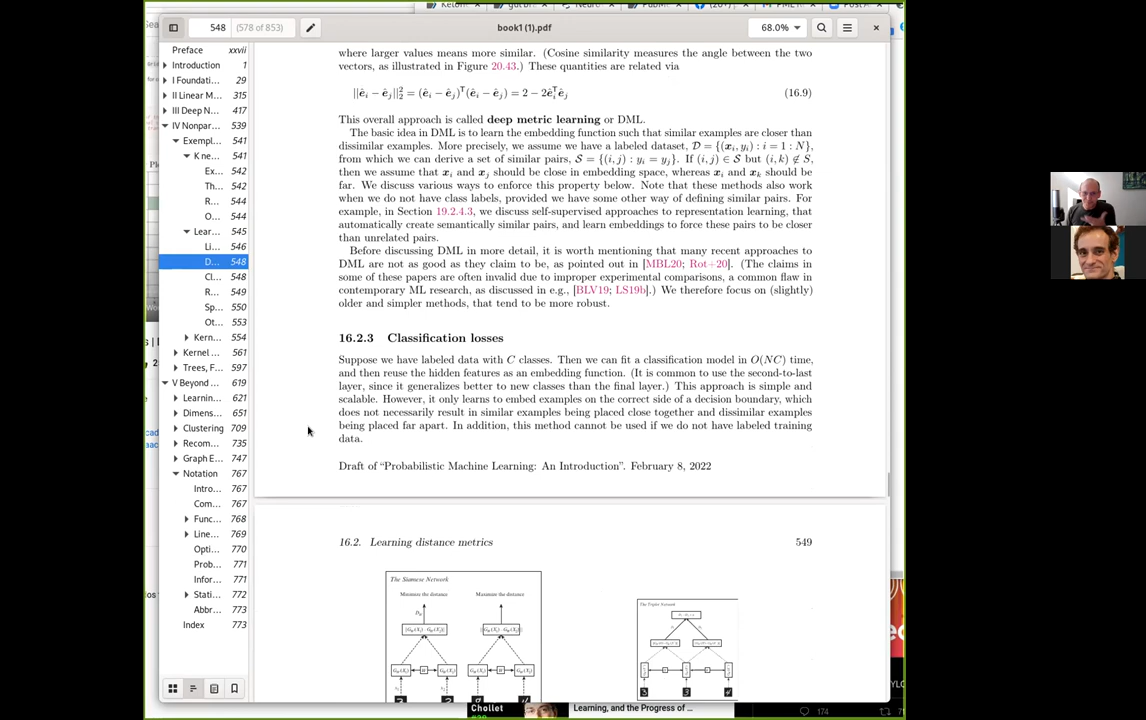 548
(578 of 853)
book1 (1).pdf
68.0%
Preface xxvii
Introduction 1
I Foundati... 29
II Linear M... 315
III Deep N... 417
IV Nonpar... 539
Exempl... 541
K ne... 541
Ex... 542
Th... 542
R... 544
O... 544
Lear... 545
Li... 546
D... 548
Cl... 548
R... 549
Sp... 550
Ot... 553
Kern... 554
Kernel ... 561
Trees, F... 597
V Beyond ... 619
Learnin... 621
Dimens... 651
Clustering 709
Recom... 735
Graph E... 747
Notation 767
Intro... 767
Com... 767
Func... 768
Line... 769
Opti... 770
Prob... 771
Infor... 771
Stati... 772
Abbr... 773
Index 773
where larger values means more similar. (Cosine similarity measures the angle between the two
vectors, as illustrated in Figure 20.43.) These quantities are related via
||ê_i − ê_j||²₂ = (ê_i − ê_j)ᵀ(ê_i − ê_j) = 2 − 2ê_iᵀê_j (16.9)
This overall approach is called deep metric learning or DML.
The basic idea in DML is to learn the embedding function such that similar examples are closer than
dissimilar examples. More precisely, we assume we have a labeled dataset, D = {(x_i, y_i) : i = 1 : N},
from which we can derive a set of similar pairs, S = {(i, j) : y_i = y_j}. If (i, j) ∈ S but (i, k) ∉ S,
then we assume that x_i and x_j should be close in embedding space, whereas x_i and x_k should be
far. We discuss various ways to enforce this property below. Note that these methods also work
when we do not have class labels, provided we have some other way of defining similar pairs. For
example, in Section 19.2.4.3, we discuss self-supervised approaches to representation learning, that
automatically create semantically similar pairs, and learn embeddings to force these pairs to be closer
than unrelated pairs.
Before discussing DML in more detail, it is worth mentioning that many recent approaches to
DML are not as good as they claim to be, as pointed out in [MBL20; Rot+20]. (The claims in
some of these papers are often invalid due to improper experimental comparisons, a common flaw in
contemporary ML research, as discussed in e.g., [BLV19; LS19b].) We therefore focus on (slightly)
older and simpler methods, that tend to be more robust.
16.2.3 Classification losses
Suppose we have labeled data with C classes. Then we can fit a classification model in O(NC) time,
and then reuse the hidden features as an embedding function. (It is common to use the second-to-last
layer, since it generalizes better to new classes than the final layer.) This approach is simple and
scalable. However, it only learns to embed examples on the correct side of a decision boundary, which
does not necessarily result in similar examples being placed close together and dissimilar examples
being placed far apart. In addition, this method cannot be used if we do not have labeled training
data.
Draft of “Probabilistic Machine Learning: An Introduction”. February 8, 2022
16.2. Learning distance metrics 549
The Siamese Network
Minimize the distance Maximize the distance
The Triplet Network
Chollet
Learning, and the Progress of ...
174